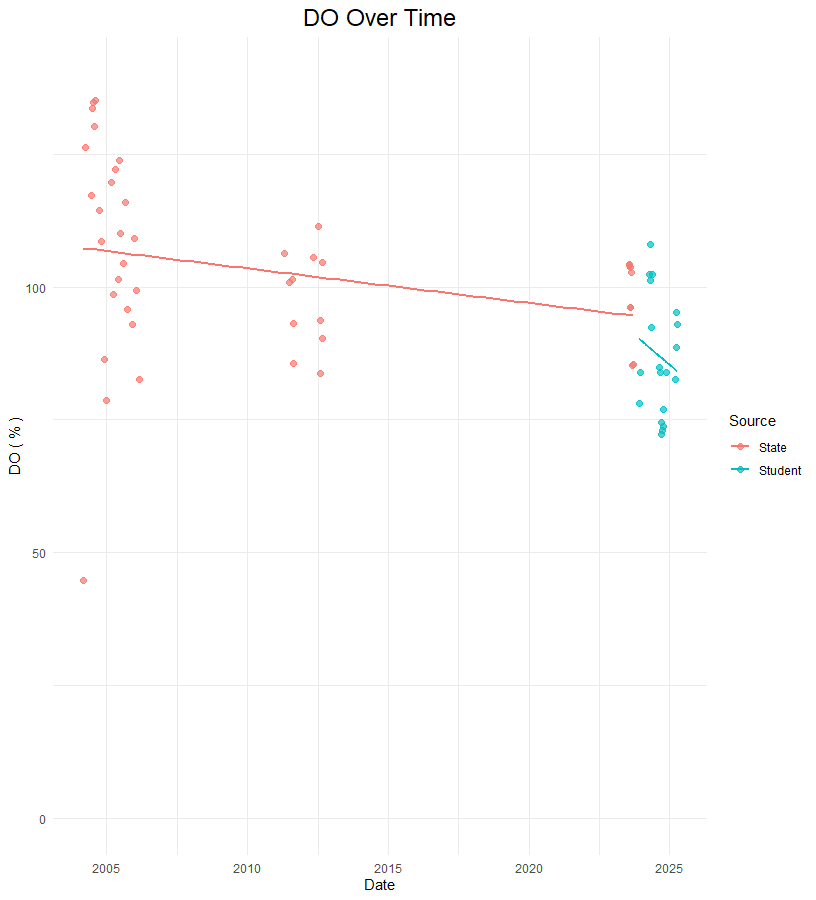 DO Over Time
DO ( % )
100
50
0
2005
2010
2015
2020
2025
Date
Source
State
Student